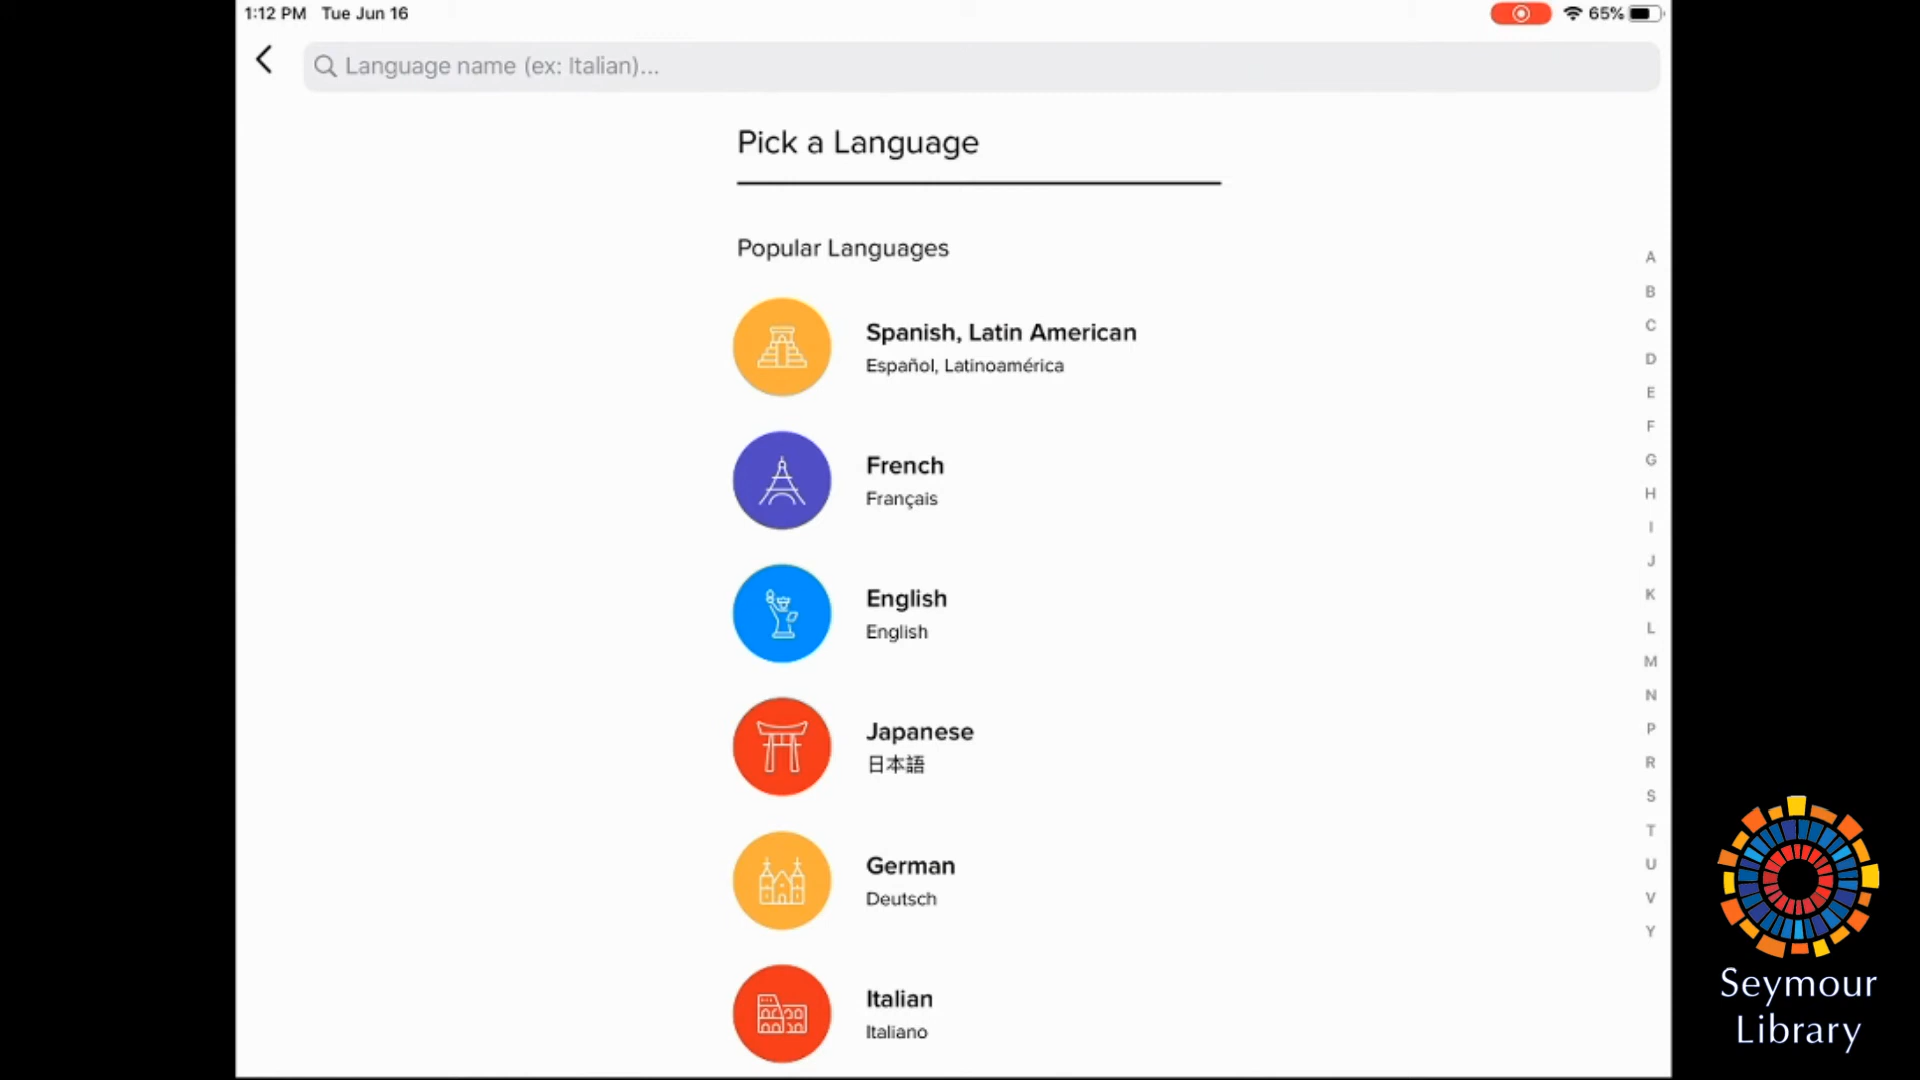 1:12 PM Tue Jun 16
65%
Language name (ex: Italian)...
Pick a Language
Popular Languages
Spanish, Latin American
Español, Latinoamérica
French
Français
English
English
Japanese
日本語
German
Deutsch
Italian
Italiano
A
B
C
D
E
F
G
H
I
J
K
L
M
N
P
R
S
T
U
V
Y
Seymour
Library